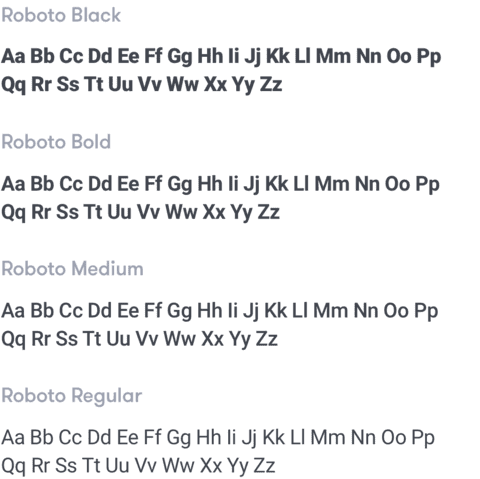 Roboto Black
Aa Bb Cc Dd Ee Ff Gg Hh Ii Jj Kk Ll Mm Nn Oo Pp
Qq Rr Ss Tt Uu Vv Ww Xx Yy Zz
Roboto Bold
Aa Bb Cc Dd Ee Ff Gg Hh Ii Jj Kk Ll Mm Nn Oo Pp
Qq Rr Ss Tt Uu Vv Ww Xx Yy Zz
Roboto Medium
Aa Bb Cc Dd Ee Ff Gg Hh Ii Jj Kk Ll Mm Nn Oo Pp
Qq Rr Ss Tt Uu Vv Ww Xx Yy Zz
Roboto Regular
Aa Bb Cc Dd Ee Ff Gg Hh Ii Jj Kk Ll Mm Nn Oo Pp
Qq Rr Ss Tt Uu Vv Ww Xx Yy Zz